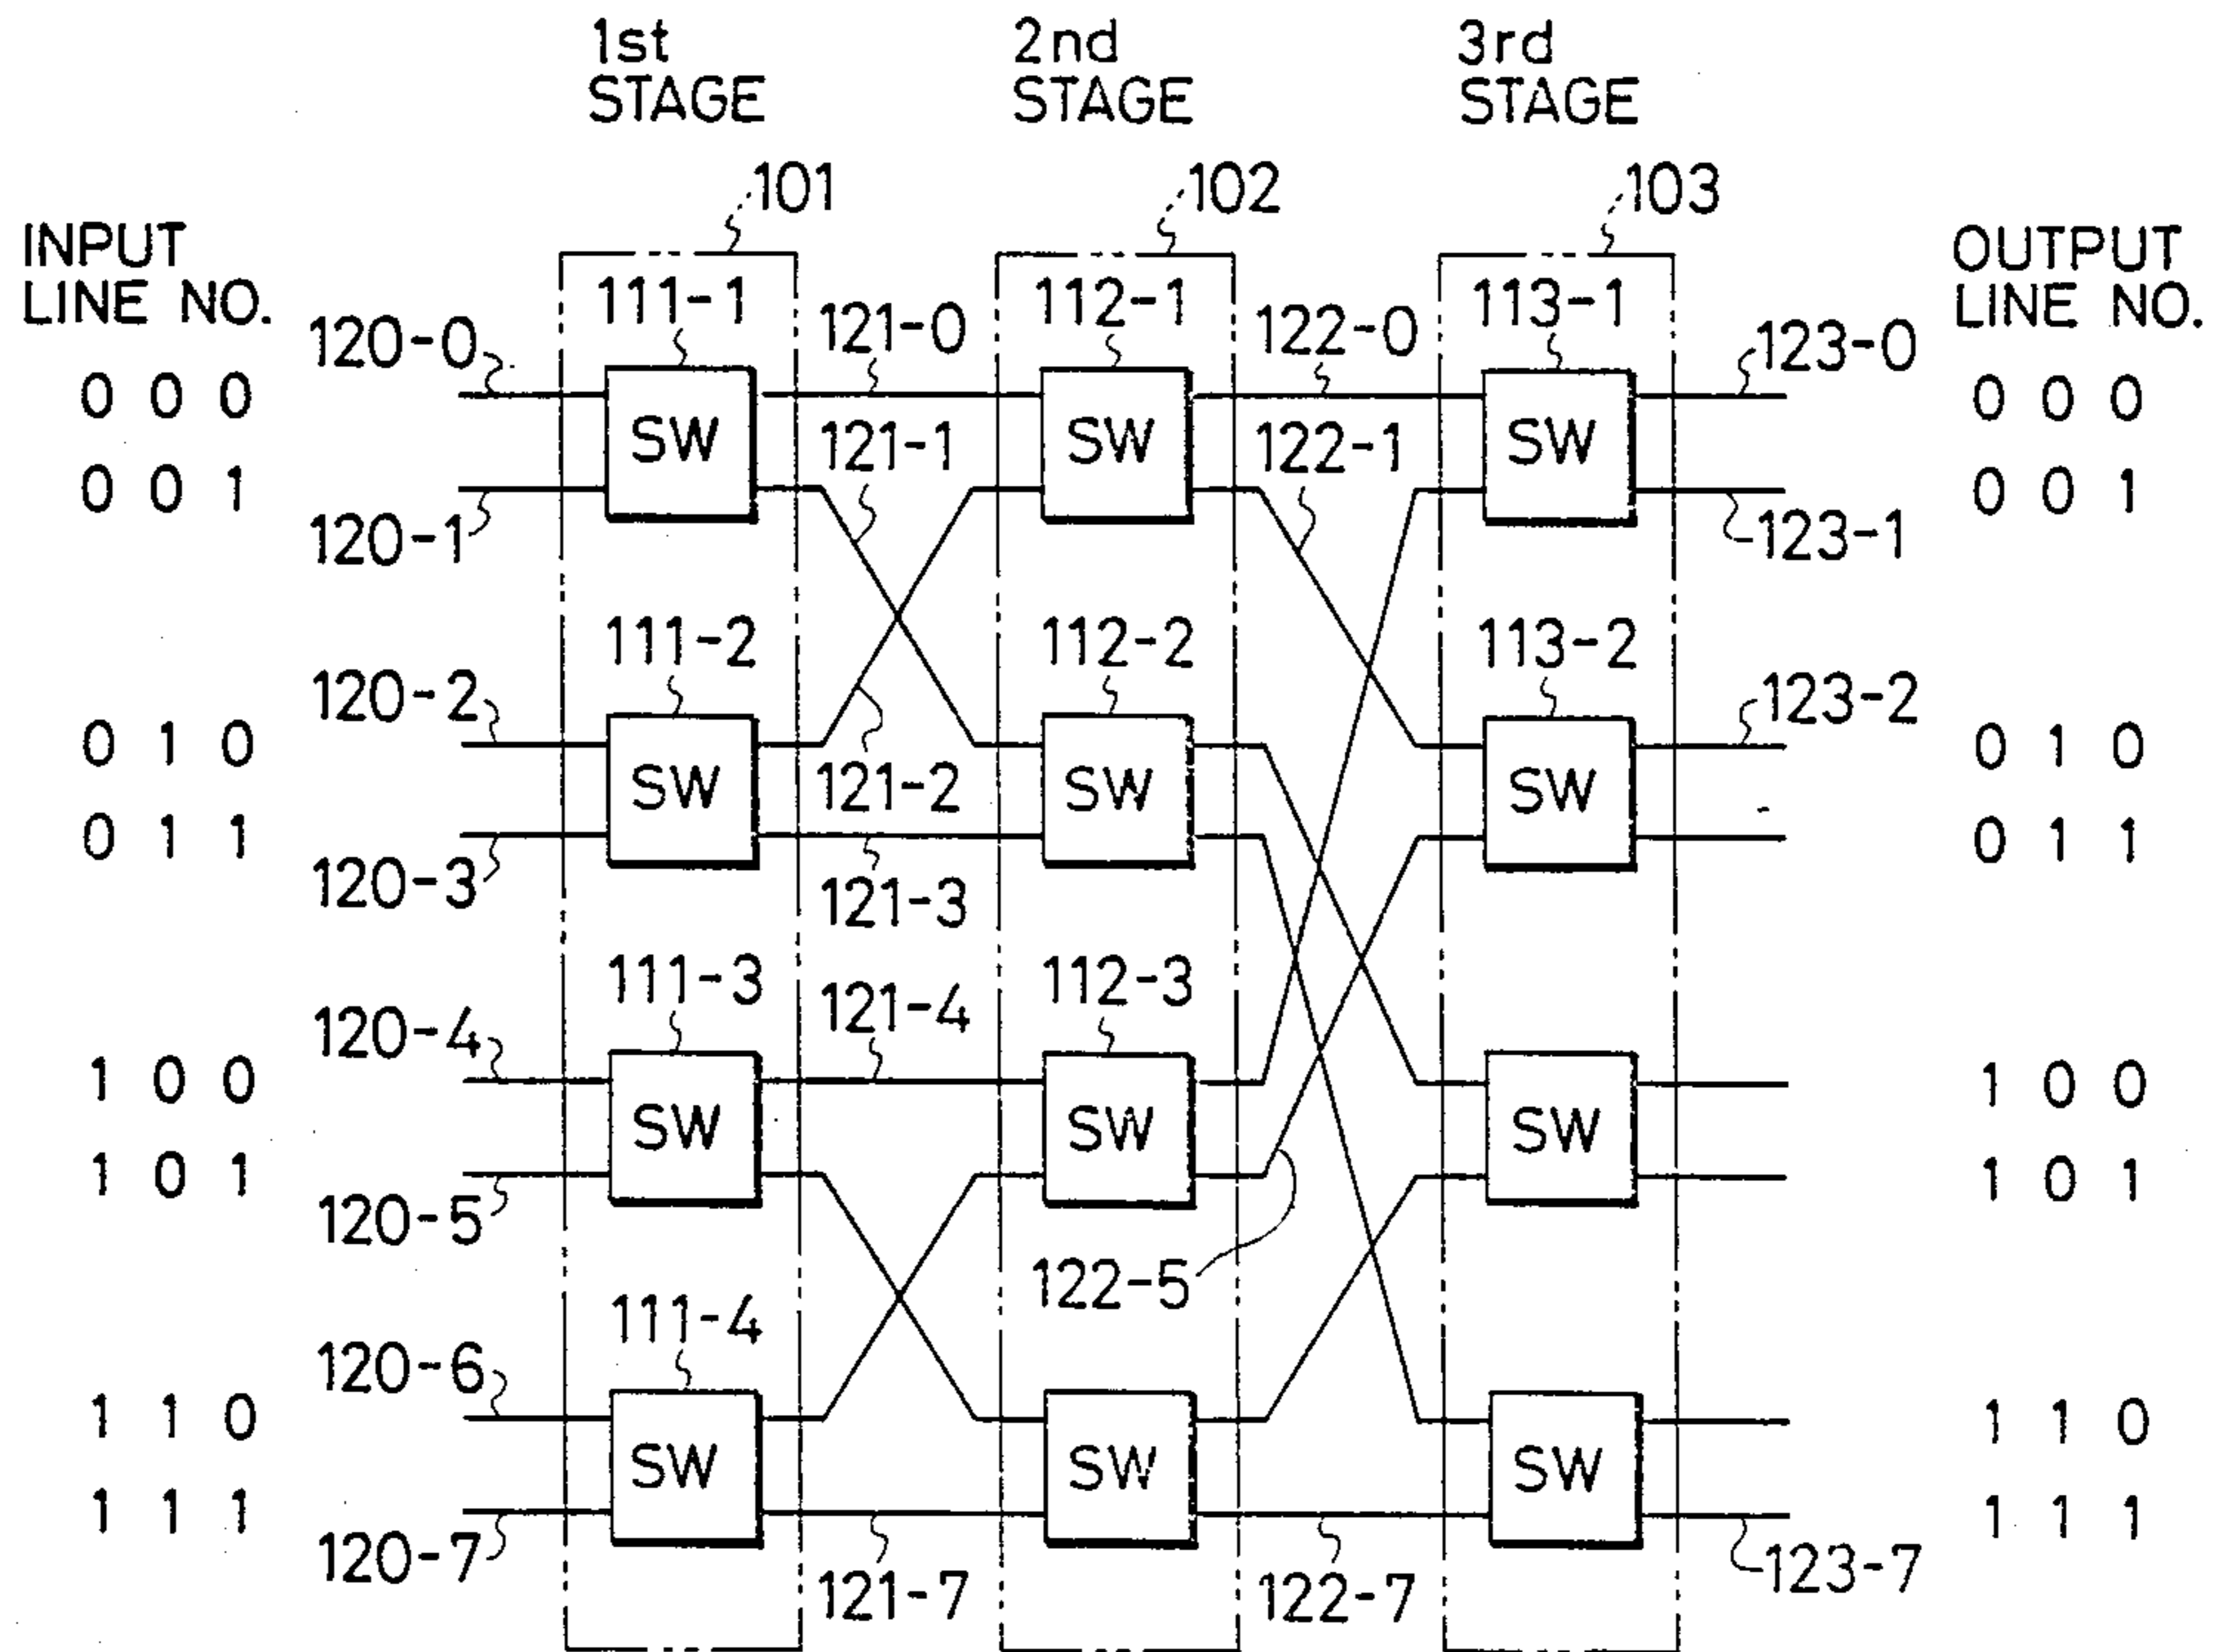 1st STAGE
2nd STAGE
3rd STAGE
101
102
103
INPUT LINE NO.
OUTPUT LINE NO.
111-1
121-0
112-1
122-0
113-1
120-0
123-0
0 0 0
SW
SW
SW
0 0 0
121-1
122-1
0 0 1
0 0 1
120-1
123-1
111-2
112-2
113-2
120-2
123-2
0 1 0
SW
SW
SW
0 1 0
121-2
0 1 1
0 1 1
120-3
121-3
111-3
121-4
112-3
120-4
1 0 0
SW
SW
SW
1 0 0
1 0 1
1 0 1
120-5
122-5
111-4
120-6
1 1 0
SW
SW
SW
1 1 0
1 1 1
1 1 1
120-7
121-7
122-7
123-7